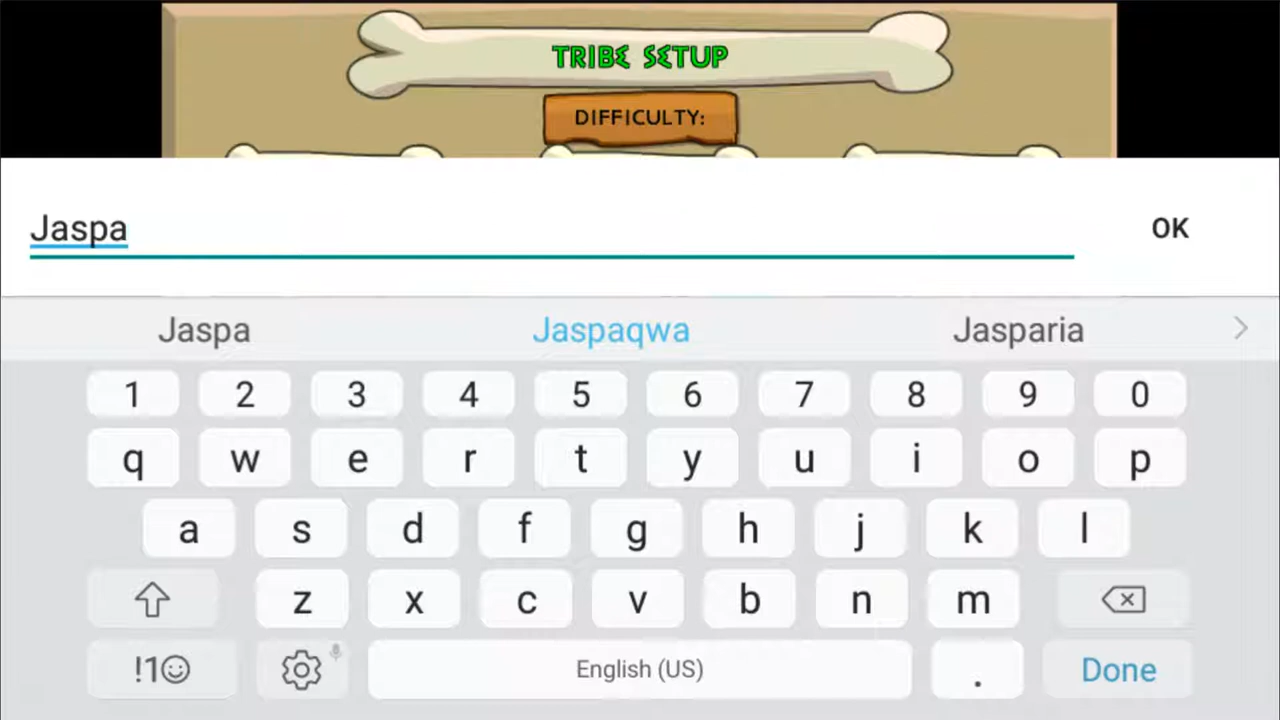 TRIBE SETUP
DIFFICULTY:
Jaspa OK
Jaspa Jaspaqwa Jasparia
1 2 3 4 5 6 7 8 9 0
q w e r t y u i o p
a s d f g h j k l
z x c v b n m
!1☺ English (US) . Done